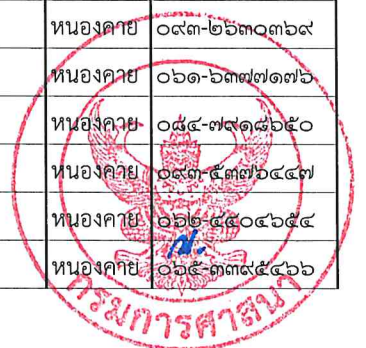 หนองคาย ๐๙๓-๒๖๓๐๓๖๙
หนองคาย ๐๖๑-๖๓๗๗๑๗๖
หนองคาย ๐๘๔-๗๙๑๘๖๕๐
หนองคาย ๐๙๓-๕๓๗๖๔๔๗
หนองคาย ๐๖๒-๔๕๐๔๖๕๔
หนองคาย ๐๖๕-๓๓๙๕๔๖๖
กรมการศาสนา